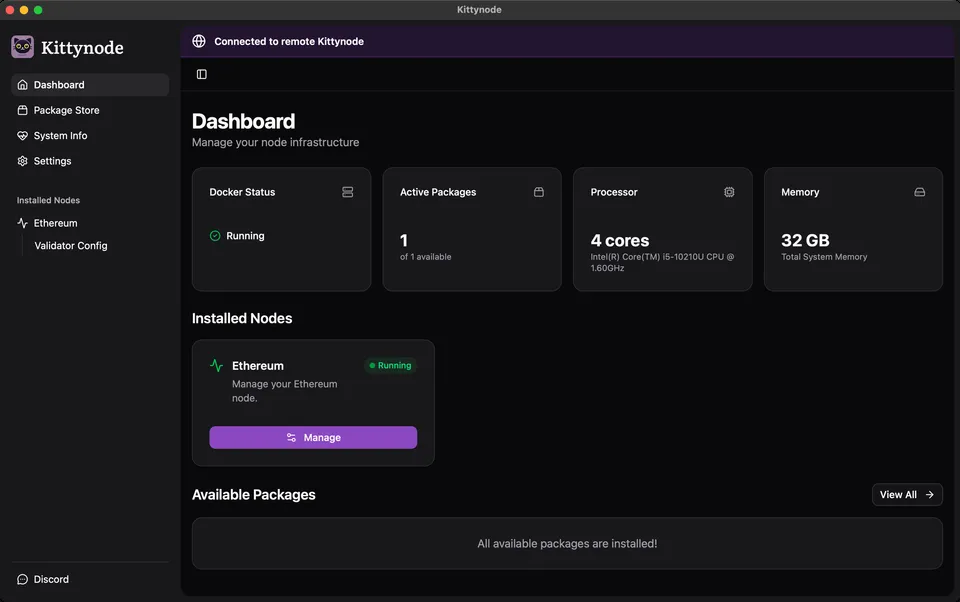 Kittynode
Kittynode
Dashboard
Package Store
System Info
Settings
Installed Nodes
Ethereum
Validator Config
Discord
Connected to remote Kittynode
Dashboard
Manage your node infrastructure
Docker Status
Running
Active Packages
1
of 1 available
Processor
4 cores
Intel(R) Core(TM) i5-10210U CPU @
1.60GHz
Memory
32 GB
Total System Memory
Installed Nodes
Ethereum
Running
Manage your Ethereum
node.
Manage
Available Packages
View All
All available packages are installed!